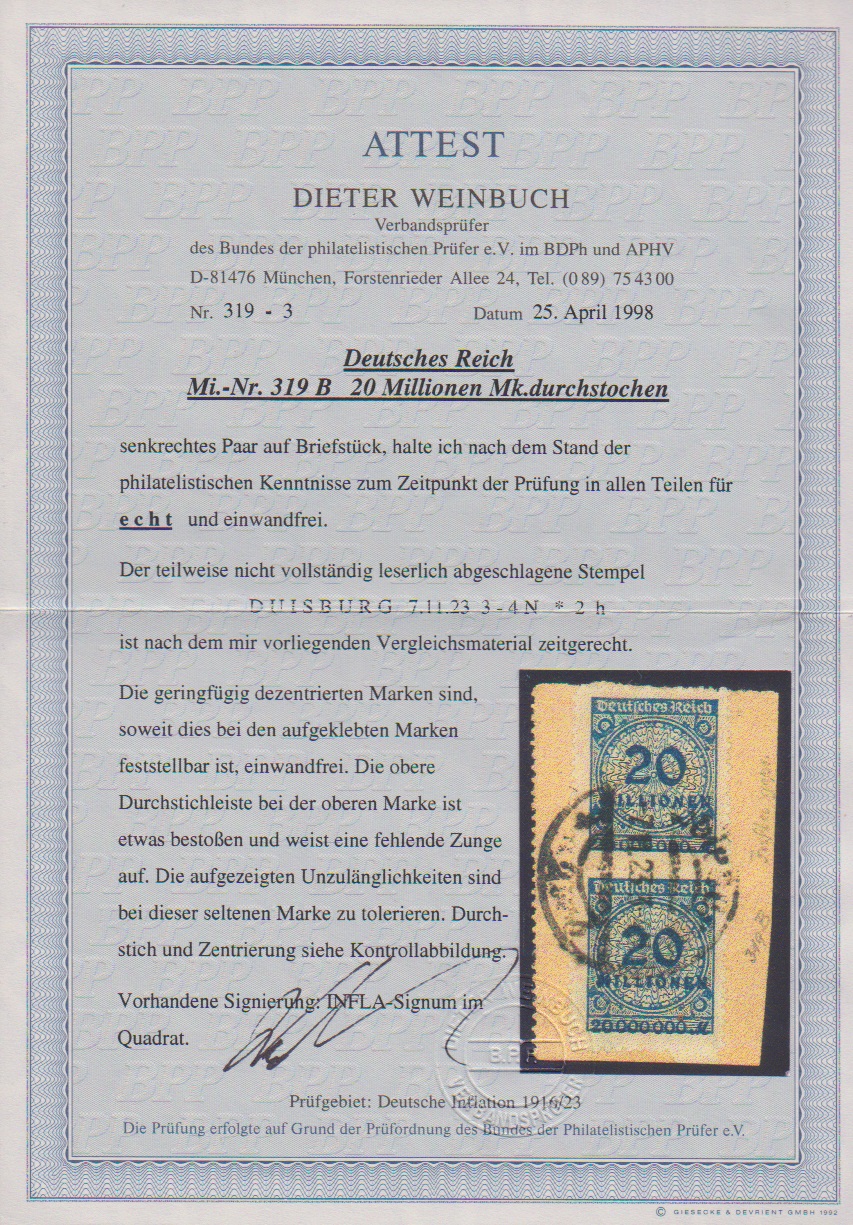 ATTEST
DIETER WEINBUCH
Verbandsprüfer
des Bundes der philatelistischen Prüfer e.V. im BDPh und APHV
D-81476 München, Forstenrieder Allee 24, Tel. (0 89) 75 43 00
Nr. 319 - 3 Datum 25. April 1998
Deutsches Reich
Mi.-Nr. 319 B 20 Millionen Mk.durchstochen
senkrechtes Paar auf Briefstück, halte ich nach dem Stand der
philatelistischen Kenntnisse zum Zeitpunkt der Prüfung in allen Teilen für
e c h t und einwandfrei.
Der teilweise nicht vollständig leserlich abgeschlagene Stempel
DUISBURG 7.11.23 3-4N * 2 h
ist nach dem mir vorliegenden Vergleichsmaterial zeitgerecht.
Die geringfügig dezentrierten Marken sind,
soweit dies bei den aufgeklebten Marken
feststellbar ist, einwandfrei. Die obere
Durchstichleiste bei der oberen Marke ist
etwas bestoßen und weist eine fehlende Zunge
auf. Die aufgezeigten Unzulänglichkeiten sind
bei dieser seltenen Marke zu tolerieren. Durch-
stich und Zentrierung siehe Kontrollabbildung.
Vorhandene Signierung: INFLA-Signum im
Quadrat.
Deutsches Reich
20
MILLIONEN
Deutsches Reich
20
MILLIONEN
20000000
319 B
B.P.P.
VERBANDSPRÜFER
Prüfgebiet: Deutsche Inflation 1916/23
Die Prüfung erfolgte auf Grund der Prüfordnung des Bundes der Philatelistischen Prüfer e.V.
© GIESECKE & DEVRIENT GMBH 1992